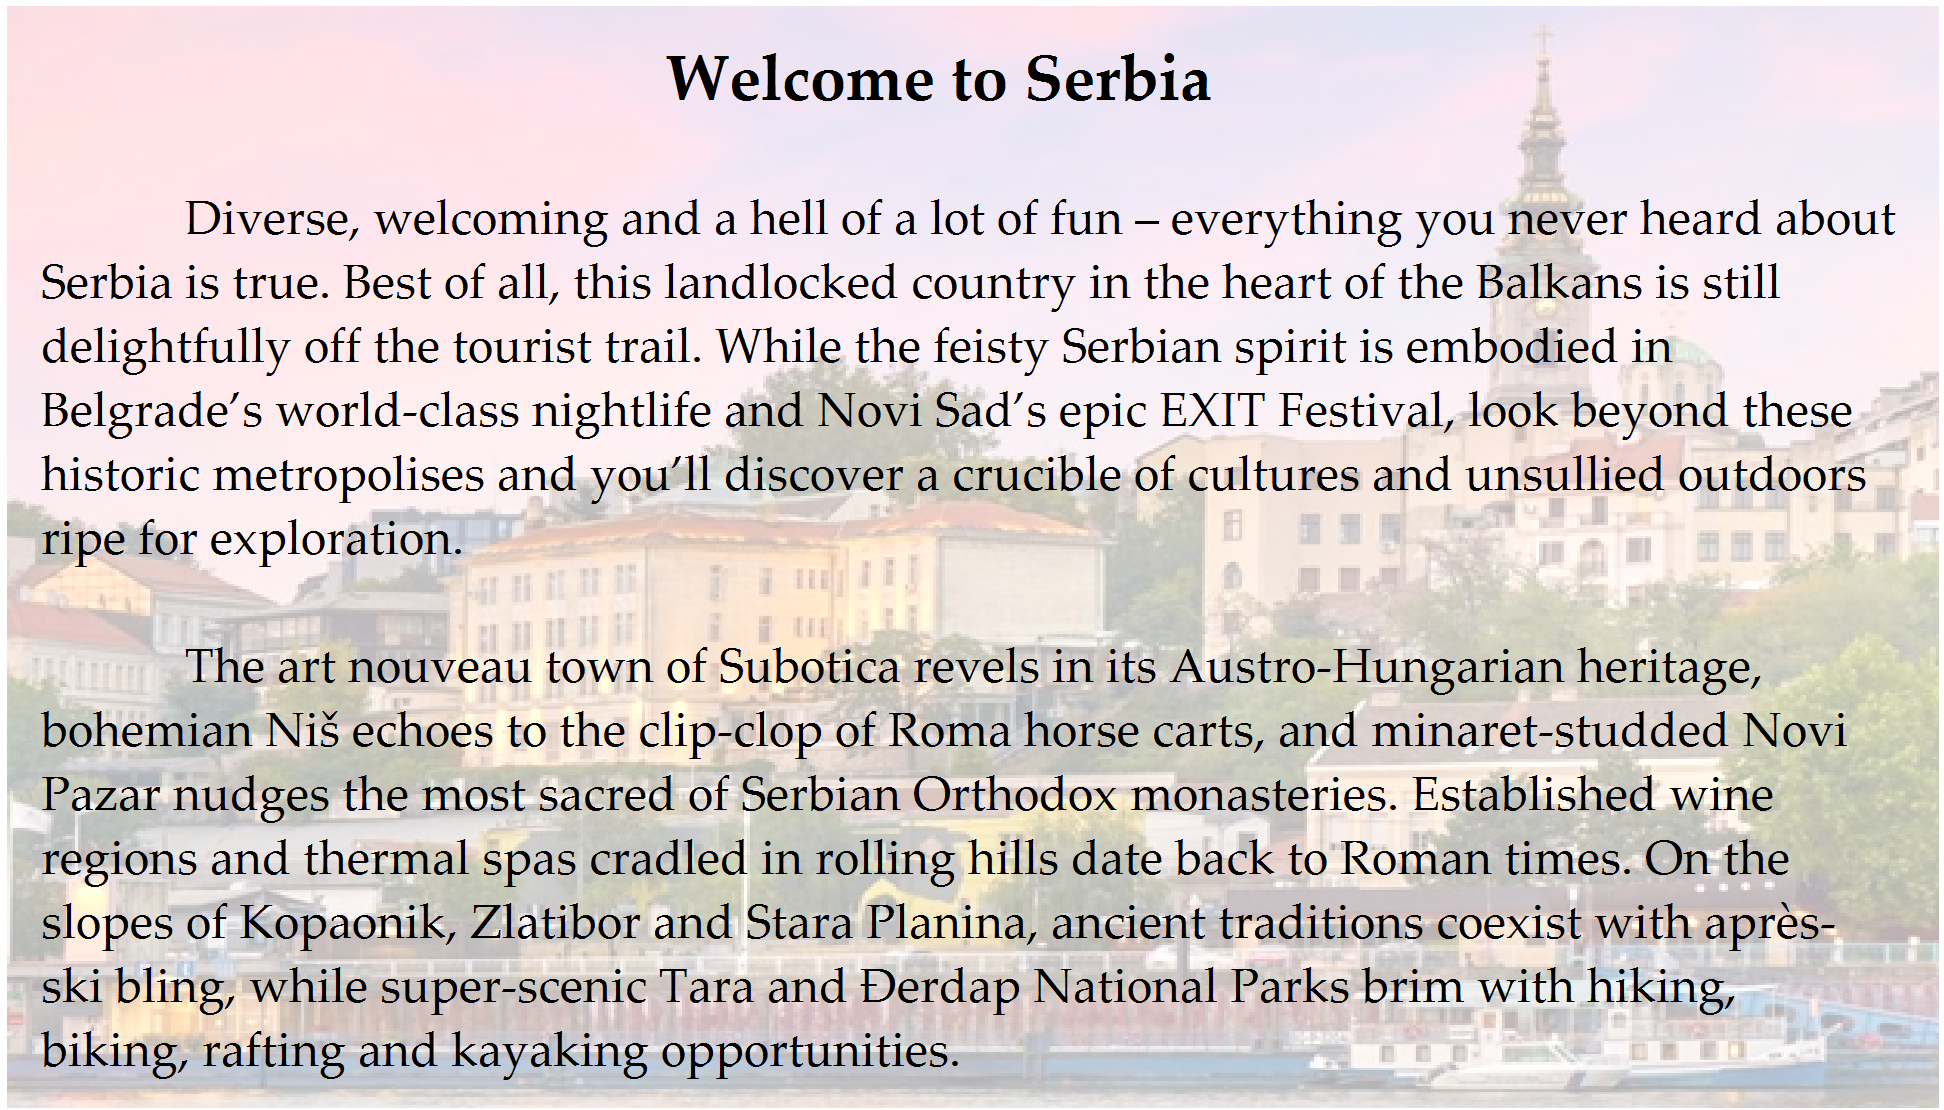 Welcome to Serbia
Diverse, welcoming and a hell of a lot of fun – everything you never heard about
Serbia is true. Best of all, this landlocked country in the heart of the Balkans is still
delightfully off the tourist trail. While the feisty Serbian spirit is embodied in
Belgrade’s world-class nightlife and Novi Sad’s epic EXIT Festival, look beyond these
historic metropolises and you’ll discover a crucible of cultures and unsullied outdoors
ripe for exploration.
The art nouveau town of Subotica revels in its Austro-Hungarian heritage,
bohemian Niš echoes to the clip-clop of Roma horse carts, and minaret-studded Novi
Pazar nudges the most sacred of Serbian Orthodox monasteries. Established wine
regions and thermal spas cradled in rolling hills date back to Roman times. On the
slopes of Kopaonik, Zlatibor and Stara Planina, ancient traditions coexist with après-
ski bling, while super-scenic Tara and Đerdap National Parks brim with hiking,
biking, rafting and kayaking opportunities.